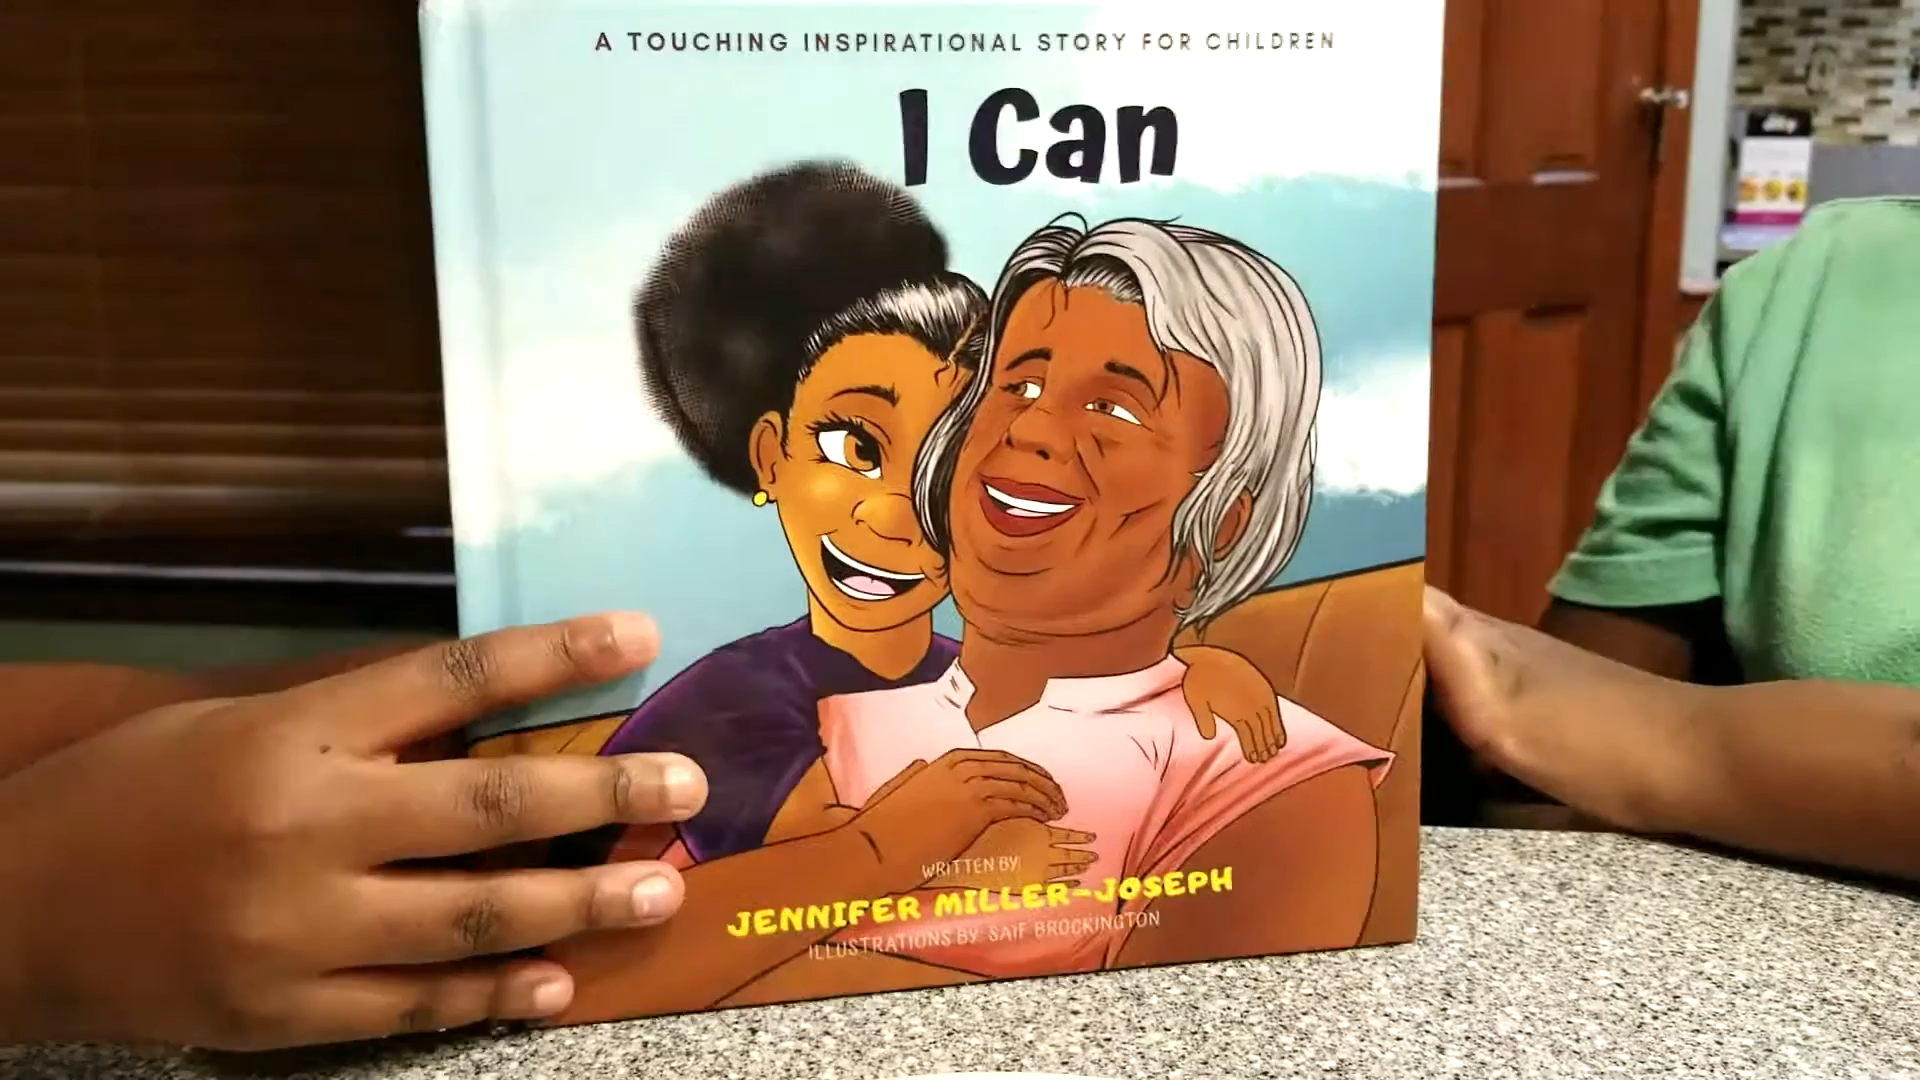 A TOUCHING INSPIRATIONAL STORY FOR CHILDREN
I Can
WRITTEN BY:
JENNIFER MILLER-JOSEPH
ILLUSTRATIONS BY SAIF BROCKINGTON